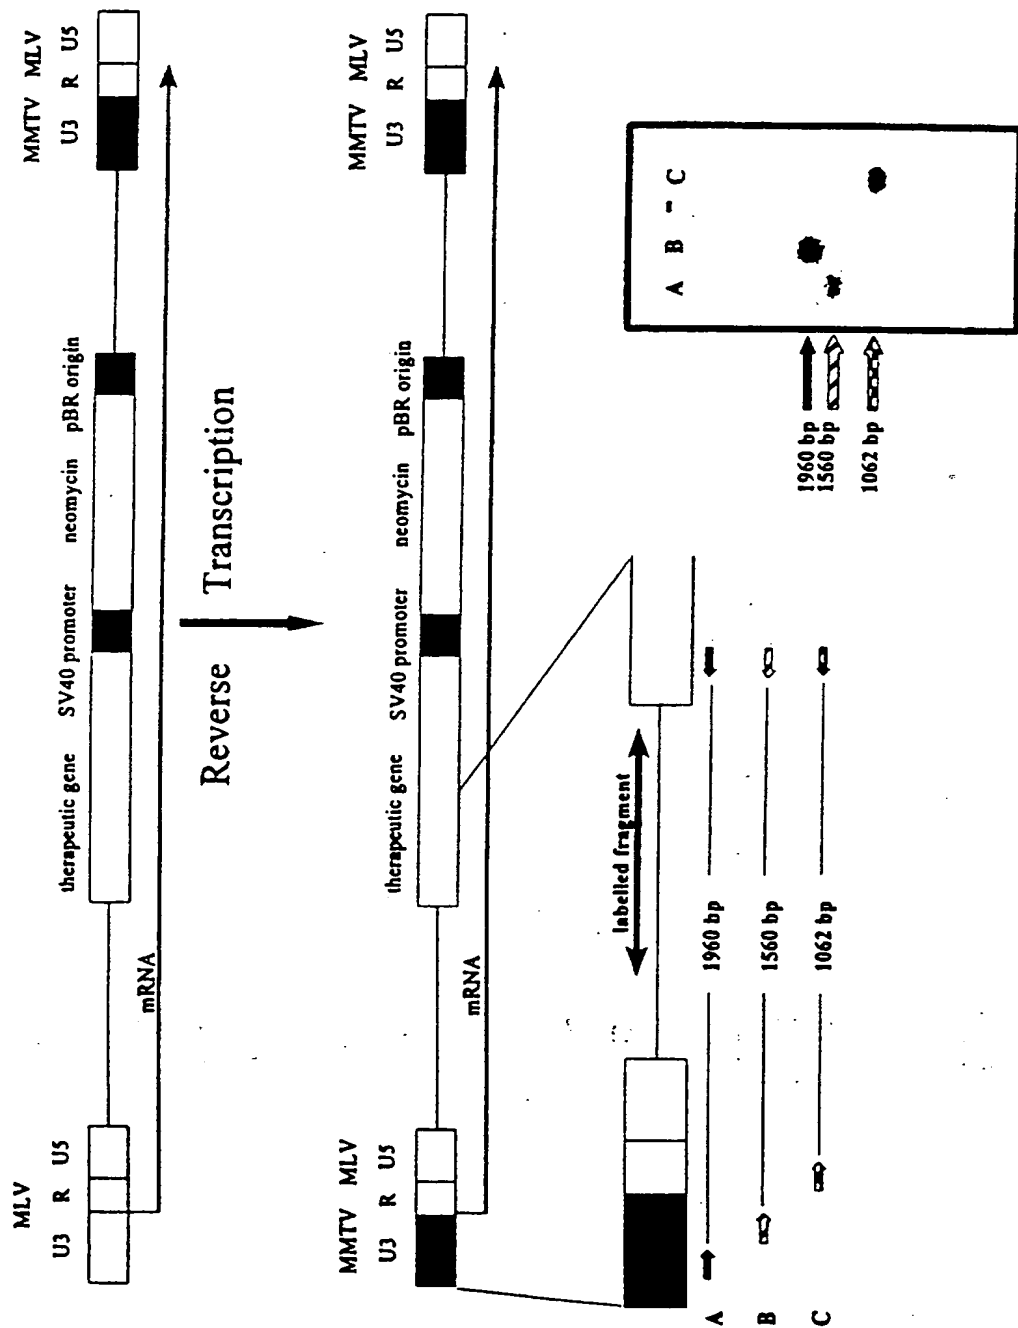 MLV
U3 R U5
therapeutic gene SV40 promoter neomycin pBR origin
MMTV MLV
U3 R U5
mRNA
Reverse Transcription
MMTV MLV
U3 R U5
therapeutic gene SV40 promoter neomycin pBR origin
MMTV MLV
U3 R U5
mRNA
labelled fragment
A 1960 bp
B 1560 bp
C 1062 bp
A B - C
1960 bp
1560 bp
1062 bp